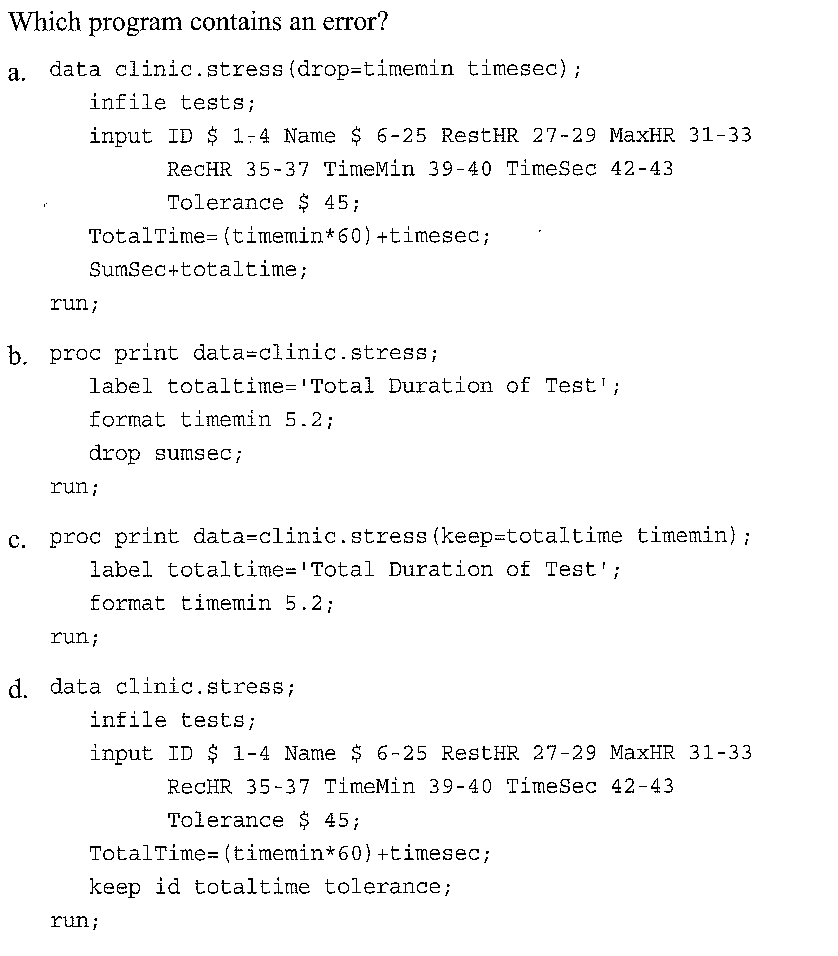 Which program contains an error?
a. data clinic.stress(drop=timemin timesec);
infile tests;
input ID $ 1-4 Name $ 6-25 RestHR 27-29 MaxHR 31-33
RecHR 35-37 TimeMin 39-40 TimeSec 42-43
Tolerance $ 45;
TotalTime=(timemin*60)+timesec;
SumSec+totaltime;
run;
b. proc print data=clinic.stress;
label totaltime='Total Duration of Test';
format timemin 5.2;
drop sumsec;
run;
c. proc print data=clinic.stress(keep=totaltime timemin);
label totaltime='Total Duration of Test';
format timemin 5.2;
run;
d. data clinic.stress;
infile tests;
input ID $ 1-4 Name $ 6-25 RestHR 27-29 MaxHR 31-33
RecHR 35-37 TimeMin 39-40 TimeSec 42-43
Tolerance $ 45;
TotalTime=(timemin*60)+timesec;
keep id totaltime tolerance;
run;